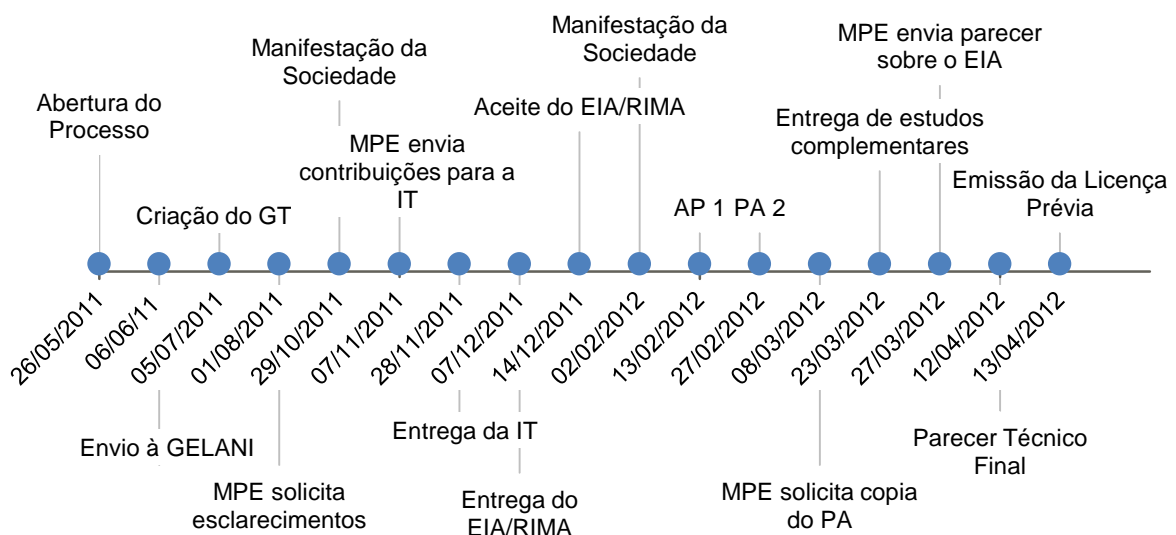 Manifestação da
Sociedade
Manifestação da
Sociedade
MPE envia parecer
sobre o EIA
Abertura do
Processo
Aceite do EIA/RIMA
Entrega de estudos
complementares
MPE envia
contribuições para a
IT
Emissão da Licença
Prévia
Criação do GT
AP 1 PA 2
26/05/2011
06/06/11
05/07/2011
01/08/2011
29/10/2011
07/11/2011
28/11/2011
07/12/2011
14/12/2011
02/02/2012
13/02/2012
27/02/2012
08/03/2012
23/03/2012
27/03/2012
12/04/2012
13/04/2012
Envio à GELANI
Entrega da IT
Parecer Técnico
Final
MPE solicita
esclarecimentos
Entrega do
EIA/RIMA
MPE solicita copia
do PA